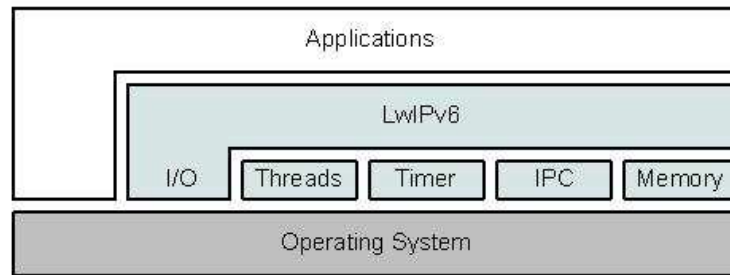 Applications
LwIPv6
I/O Threads Timer IPC Memory
Operating System